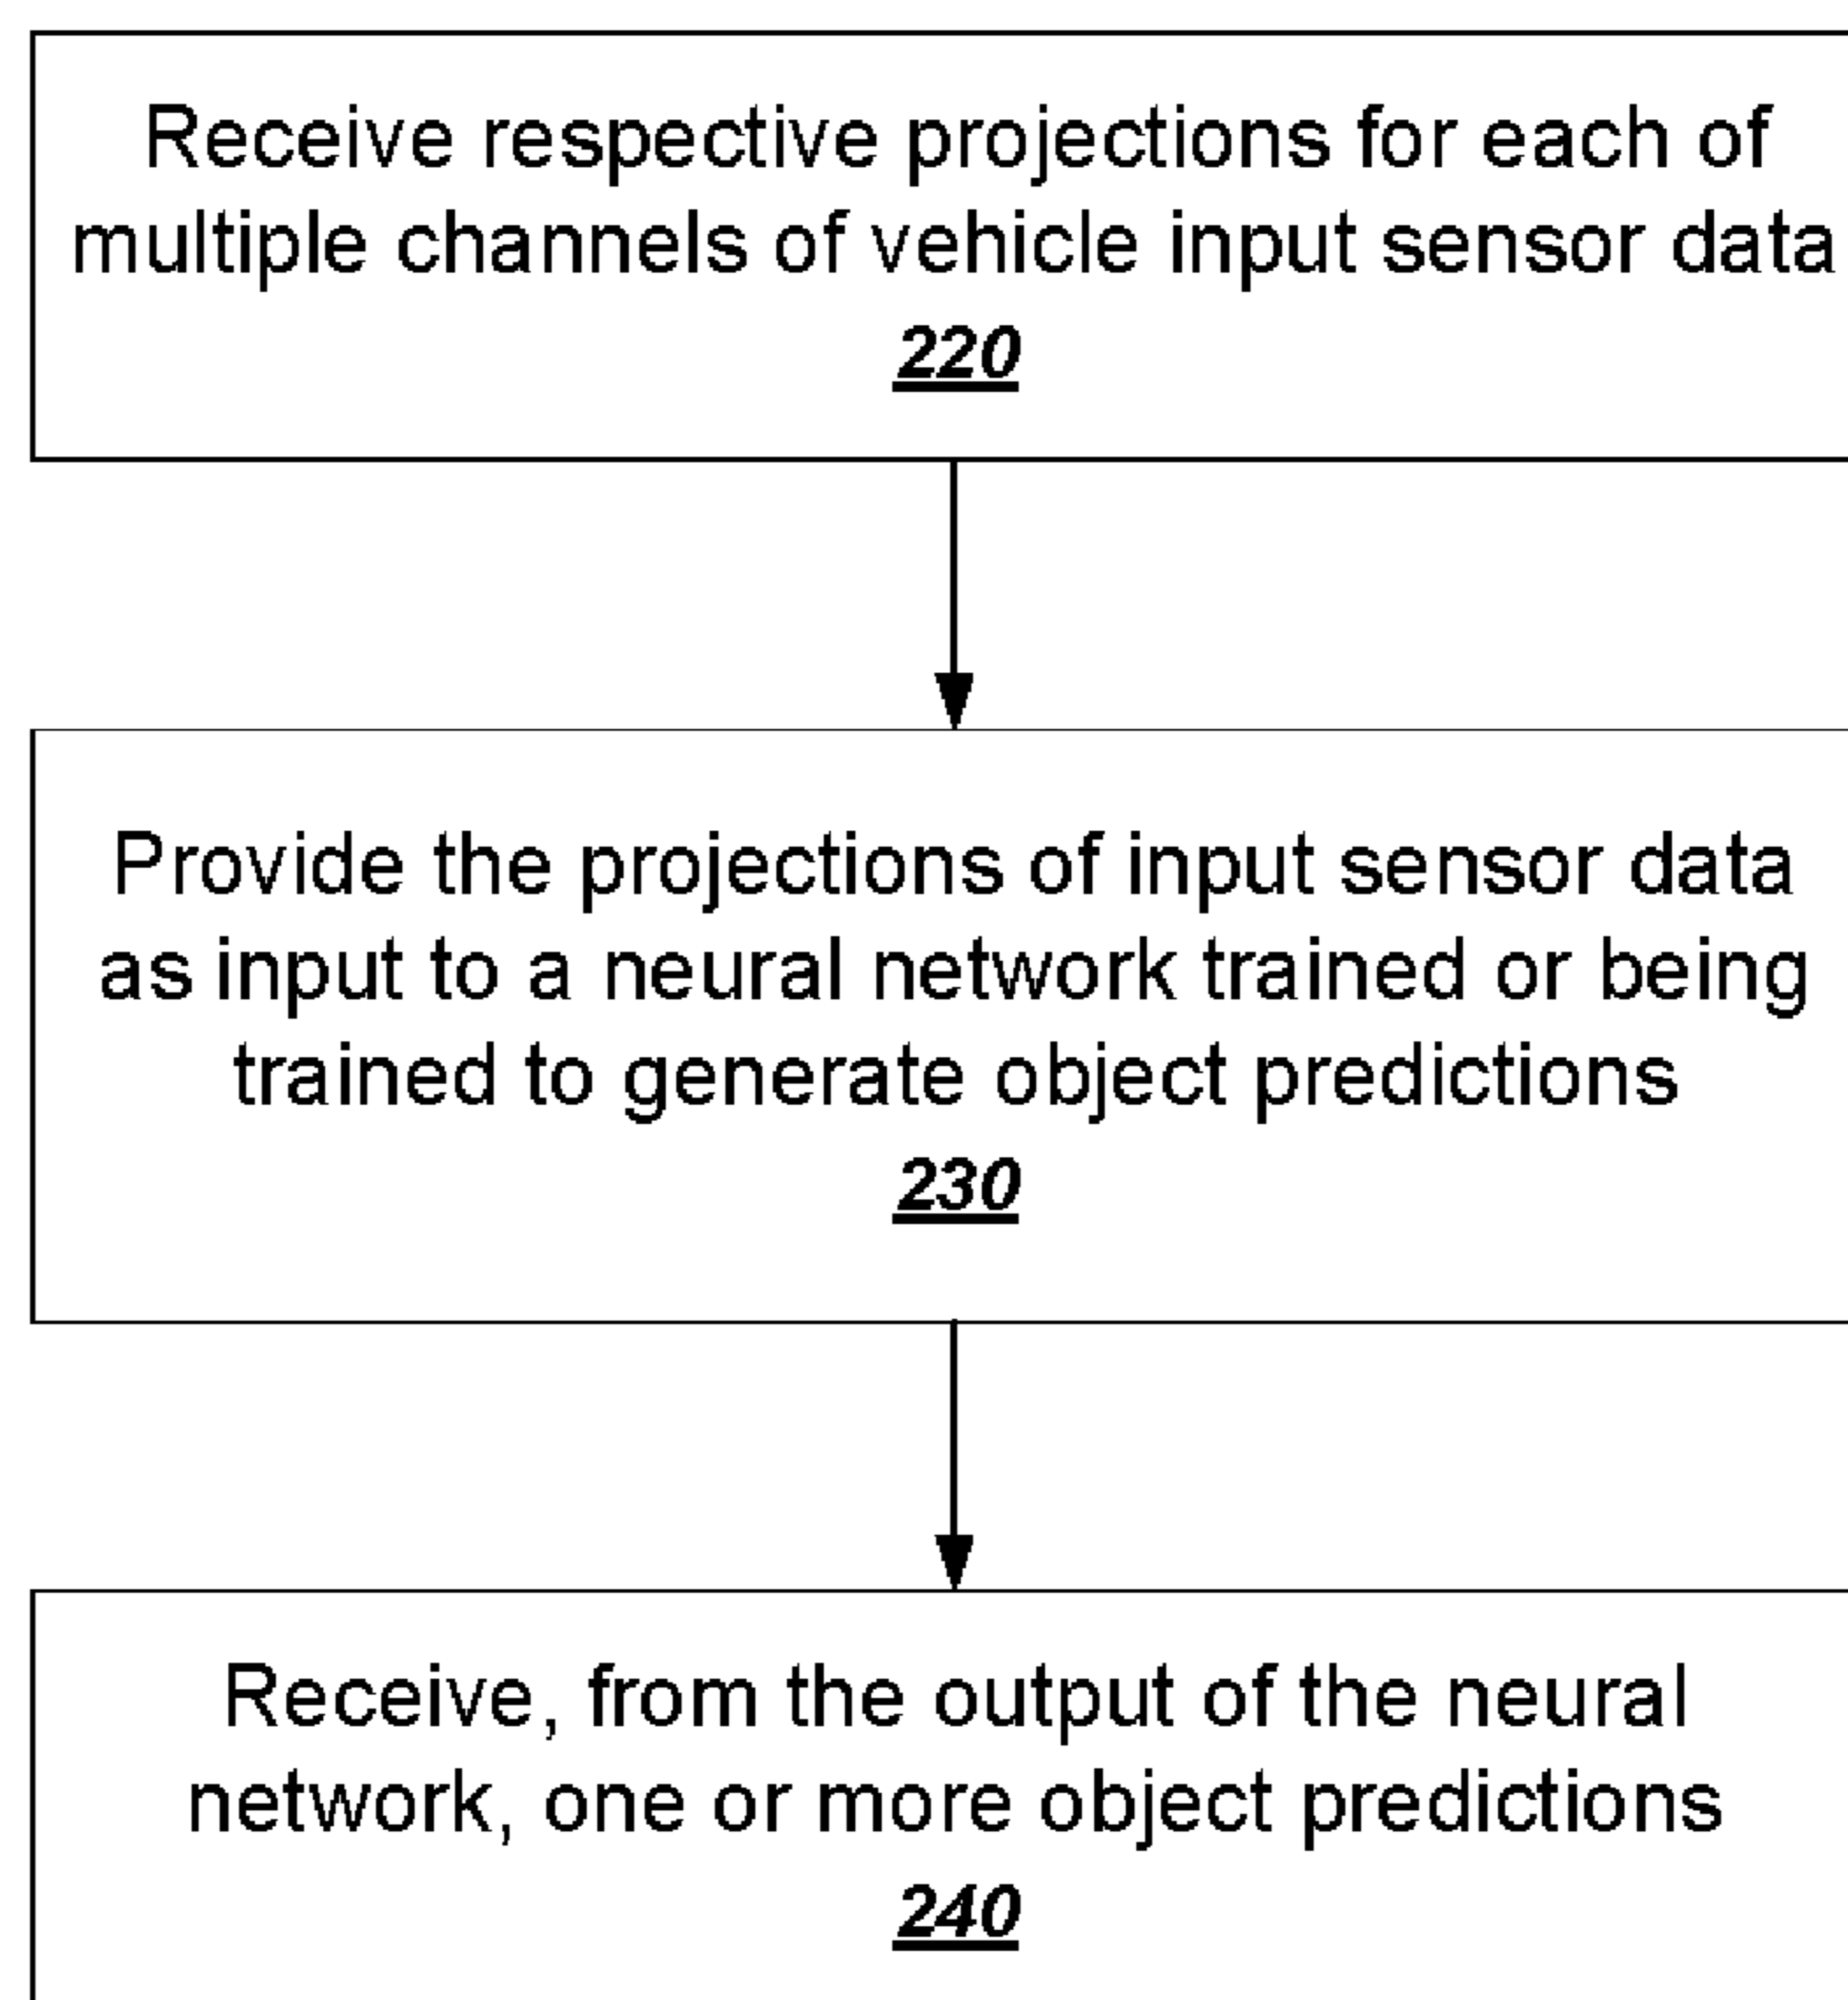 Receive respective projections for each of
multiple channels of vehicle input sensor data
220
Provide the projections of input sensor data
as input to a neural network trained or being
trained to generate object predictions
230
Receive, from the output of the neural
network, one or more object predictions
240